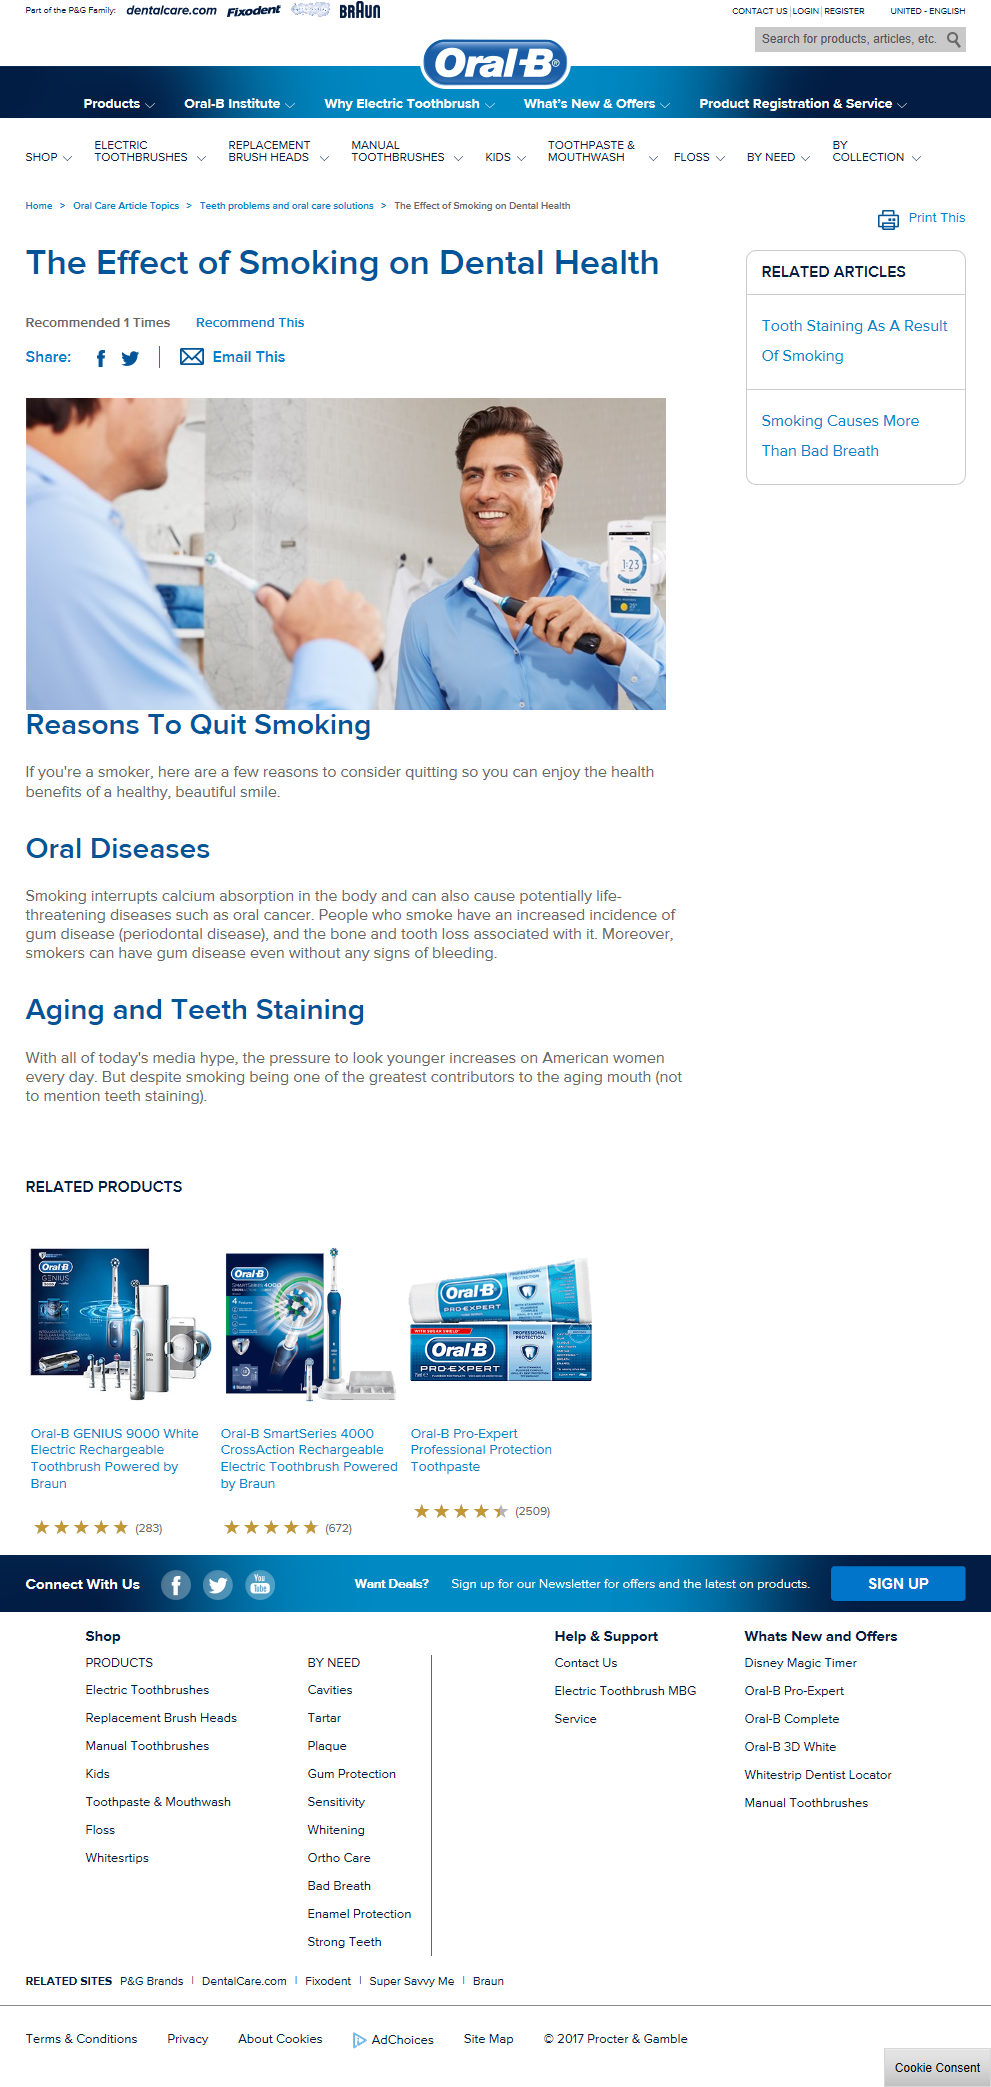 Part of the P&G Family:
dentalcare.com
Fixodent
BRAUN
CONTACT US | LOGIN | REGISTER
UNITED - ENGLISH
Search for products, articles, etc.
Oral-B®
Products
Oral-B Institute
Why Electric Toothbrush
What's New & Offers
Product Registration & Service
SHOP
ELECTRIC
TOOTHBRUSHES
REPLACEMENT
BRUSH HEADS
MANUAL
TOOTHBRUSHES
KIDS
TOOTHPASTE &
MOUTHWASH
FLOSS
BY NEED
BY
COLLECTION
Home > Oral Care Article Topics > Teeth problems and oral care solutions > The Effect of Smoking on Dental Health
Print This
The Effect of Smoking on Dental Health
Recommended 1 Times
Recommend This
Share:
Email This
RELATED ARTICLES
Tooth Staining As A Result
Of Smoking
Smoking Causes More
Than Bad Breath
1:23
Reasons To Quit Smoking
If you're a smoker, here are a few reasons to consider quitting so you can enjoy the health
benefits of a healthy, beautiful smile.
Oral Diseases
Smoking interrupts calcium absorption in the body and can also cause potentially life-
threatening diseases such as oral cancer. People who smoke have an increased incidence of
gum disease (periodontal disease), and the bone and tooth loss associated with it. Moreover,
smokers can have gum disease even without any signs of bleeding.
Aging and Teeth Staining
With all of today's media hype, the pressure to look younger increases on American women
every day. But despite smoking being one of the greatest contributors to the aging mouth (not
to mention teeth staining).
RELATED PRODUCTS
Oral-B
GENIUS
Oral-B
SMARTSERIES 4000
Oral-B
PRO-EXPERT
PROFESSIONAL
PROTECTION
Oral-B
PRO-EXPERT
PROFESSIONAL
PROTECTION
Oral-B GENIUS 9000 White
Electric Rechargeable
Toothbrush Powered by
Braun
(283)
Oral-B SmartSeries 4000
CrossAction Rechargeable
Electric Toothbrush Powered
by Braun
(672)
Oral-B Pro-Expert
Professional Protection
Toothpaste
(2509)
Connect With Us
You
Tube
Want Deals?
Sign up for our Newsletter for offers and the latest on products.
SIGN UP
Shop
PRODUCTS
Electric Toothbrushes
Replacement Brush Heads
Manual Toothbrushes
Kids
Toothpaste & Mouthwash
Floss
Whitesrtips
BY NEED
Cavities
Tartar
Plaque
Gum Protection
Sensitivity
Whitening
Ortho Care
Bad Breath
Enamel Protection
Strong Teeth
Help & Support
Contact Us
Electric Toothbrush MBG
Service
Whats New and Offers
Disney Magic Timer
Oral-B Pro-Expert
Oral-B Complete
Oral-B 3D White
Whitestrip Dentist Locator
Manual Toothbrushes
RELATED SITES P&G Brands | DentalCare.com | Fixodent | Super Savvy Me | Braun
Terms & Conditions
Privacy
About Cookies
AdChoices
Site Map
© 2017 Procter & Gamble
Cookie Consent